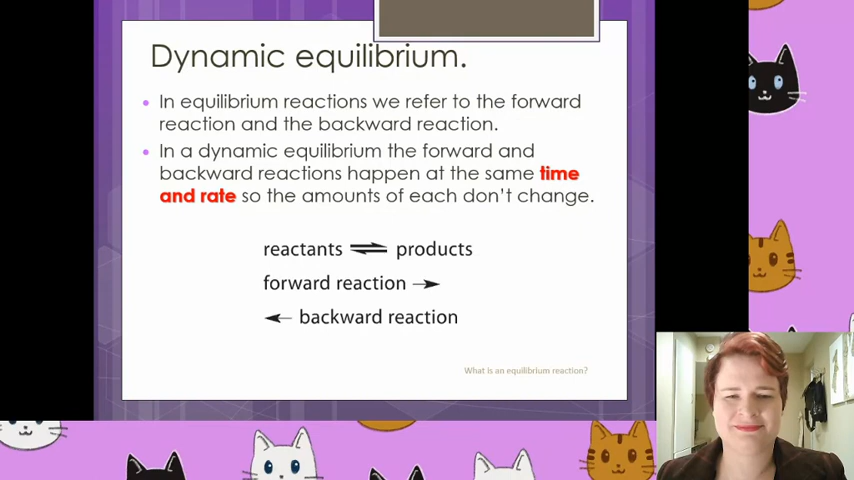 Dynamic equilibrium.
In equilibrium reactions we refer to the forward
reaction and the backward reaction.
In a dynamic equilibrium the forward and
backward reactions happen at the same time
and rate so the amounts of each don't change.
reactants ⇌ products
forward reaction →
← backward reaction
What is an equilibrium reaction?